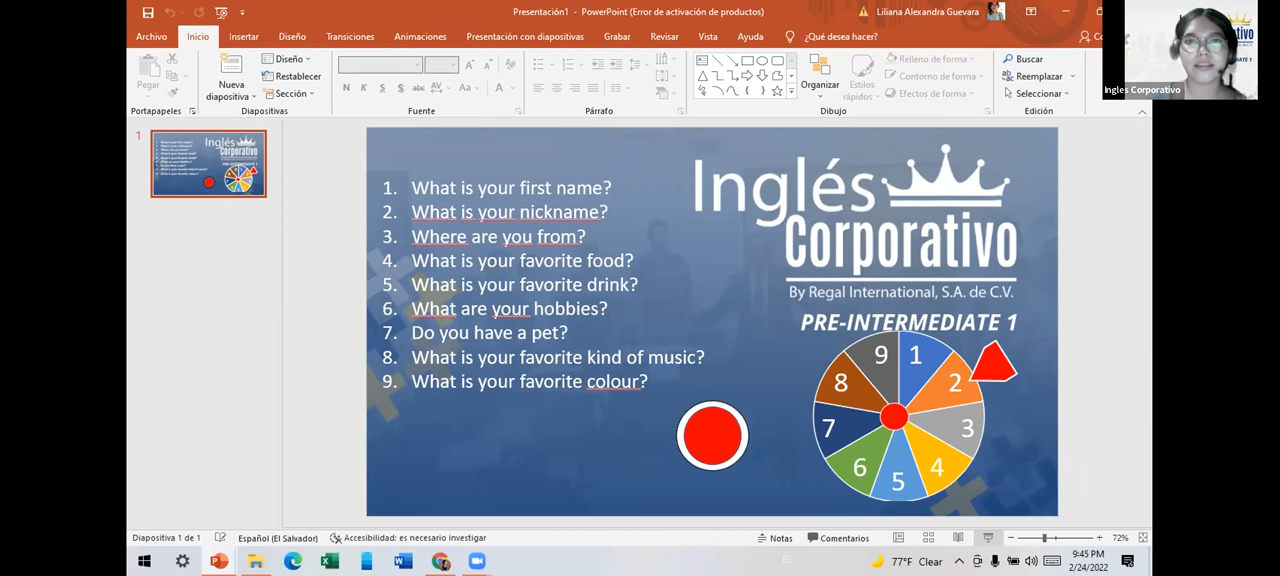 Presentación1 - PowerPoint (Error de activación de productos)
Liliana Alexandra Guevara
Archivo
Inicio
Insertar
Diseño
Transiciones
Animaciones
Presentación con diapositivas
Grabar
Revisar
Vista
Ayuda
¿Qué desea hacer?
Pegar
Portapapeles
Nueva
diapositiva
Diseño
Restablecer
Sección
Diapositivas
Fuente
Párrafo
Organizar
Estilos
rápidos
Relleno de forma
Contorno de forma
Efectos de forma
Dibujo
Buscar
Reemplazar
Seleccionar
Edición
Ingles Corporativo
1
1. What is your first name?
2. What is your nickname?
3. Where are you from?
4. What is your favorite food?
5. What is your favorite drink?
6. What are your hobbies?
7. Do you have a pet?
8. What is your favorite kind of music?
9. What is your favorite colour?
Inglés
Corporativo
By Regal International, S.A. de C.V.
PRE-INTERMEDIATE 1
9 1
8 2
7 3
6 5 4
Diapositiva 1 de 1
Español (El Salvador)
Accesibilidad: es necesario investigar
Notas
Comentarios
72%
77°F Clear
9:45 PM
2/24/2022